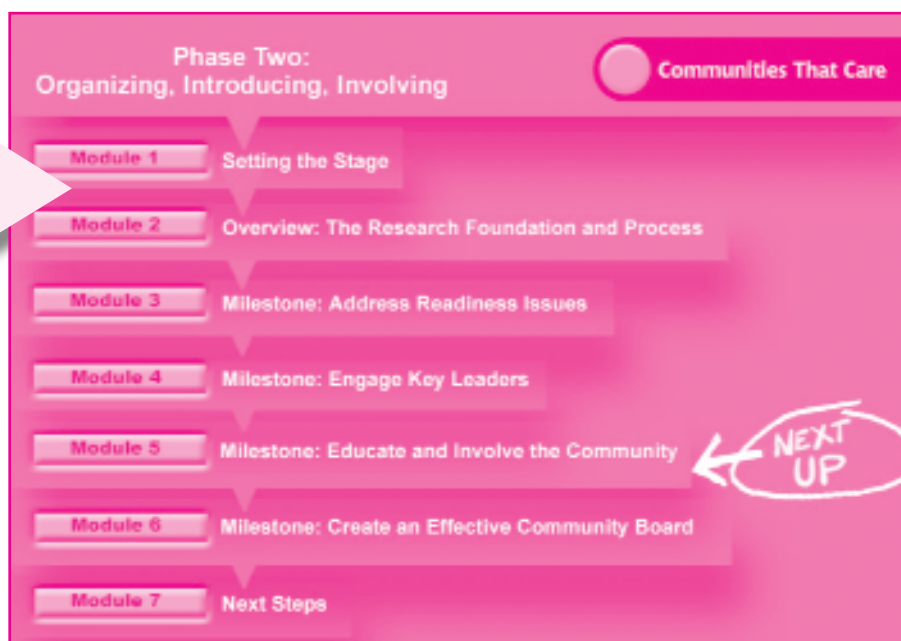 Phase Two:
Organizing, Introducing, Involving
Communities That Care
Module 1 Setting the Stage
Module 2 Overview: The Research Foundation and Process
Module 3 Milestone: Address Readiness Issues
Module 4 Milestone: Engage Key Leaders
Module 5 Milestone: Educate and Involve the Community
NEXT
UP
Module 6 Milestone: Create an Effective Community Board
Module 7 Next Steps